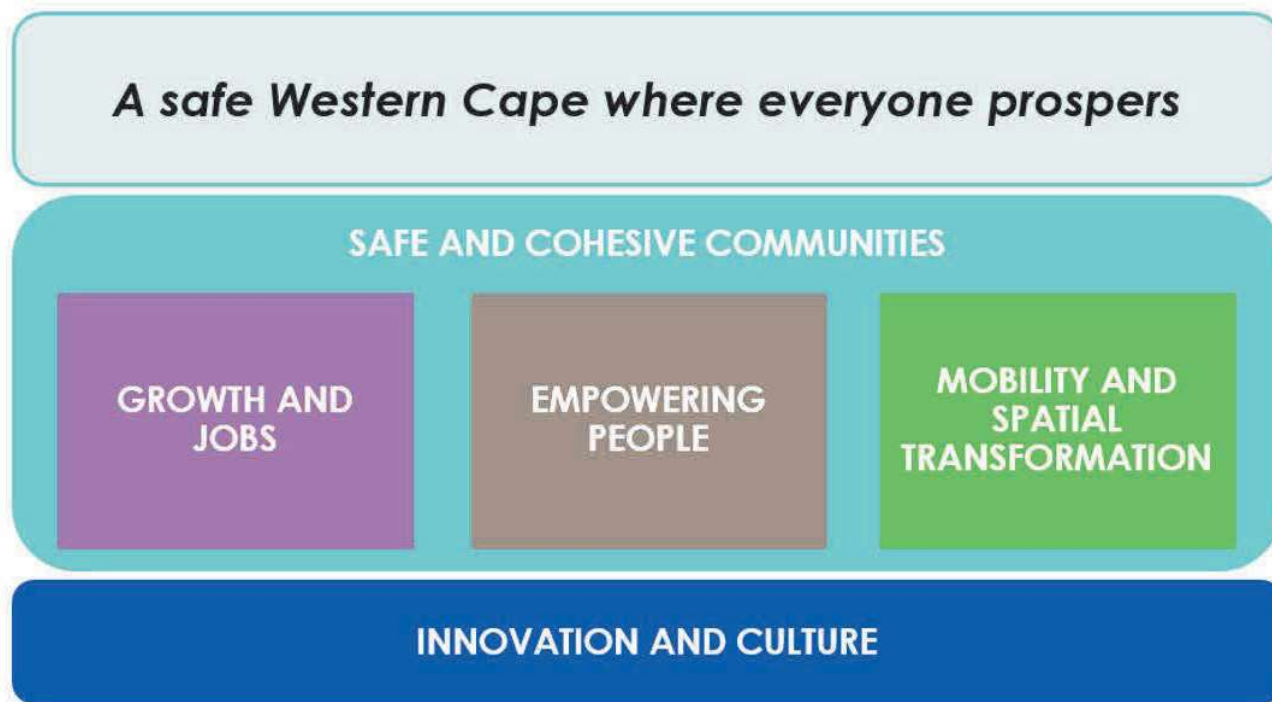 A safe Western Cape where everyone prospers
SAFE AND COHESIVE COMMUNITIES
GROWTH AND
JOBS
EMPOWERING
PEOPLE
MOBILITY AND
SPATIAL
TRANSFORMATION
INNOVATION AND CULTURE